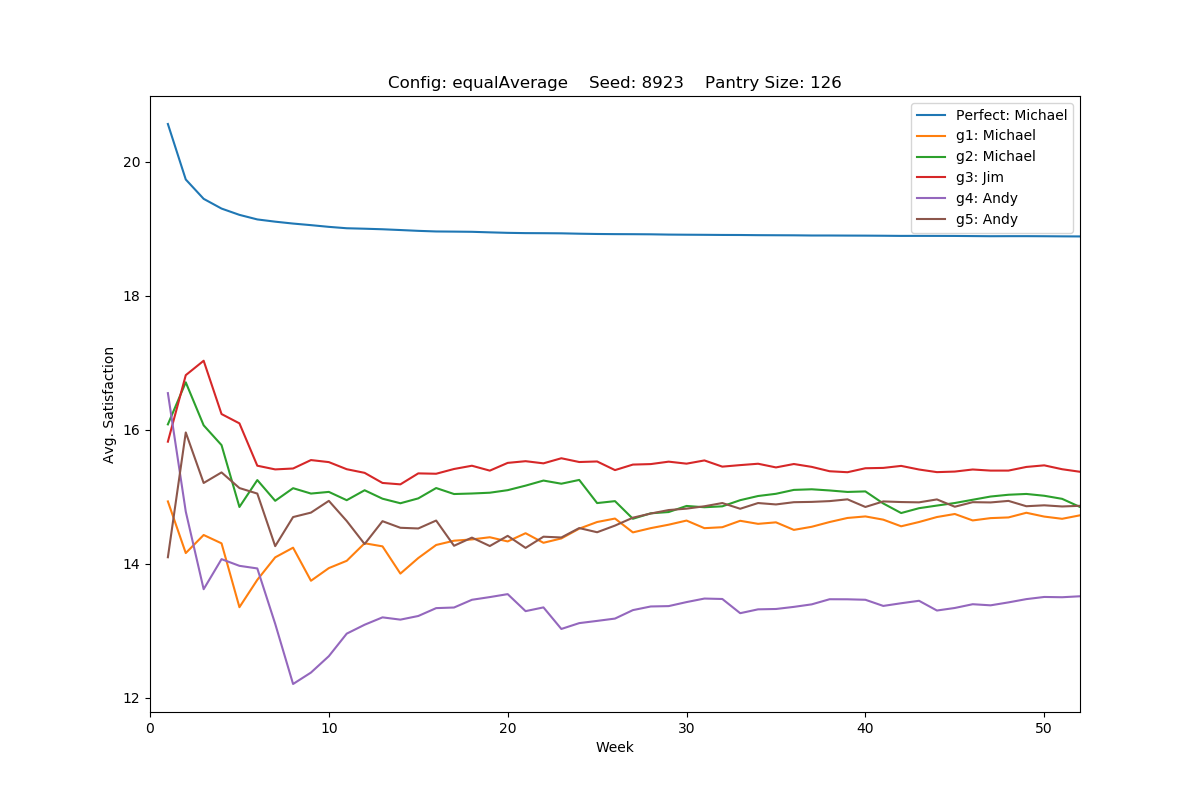 Config: equalAverage    Seed: 8923    Pantry Size: 126
Perfect: Michael
g1: Michael
g2: Michael
g3: Jim
g4: Andy
g5: Andy
Avg. Satisfaction
20
18
16
14
12
0 10 20 30 40 50
Week